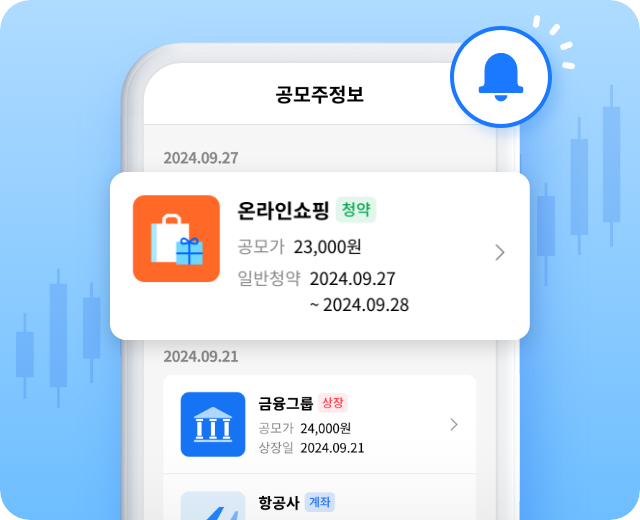 공모주정보
2024.09.27
온라인쇼핑 청약
공모가 23,000원
일반청약 2024.09.27
~ 2024.09.28
2024.09.21
금융그룹 상장
공모가 24,000원
상장일 2024.09.21
항공사 계좌